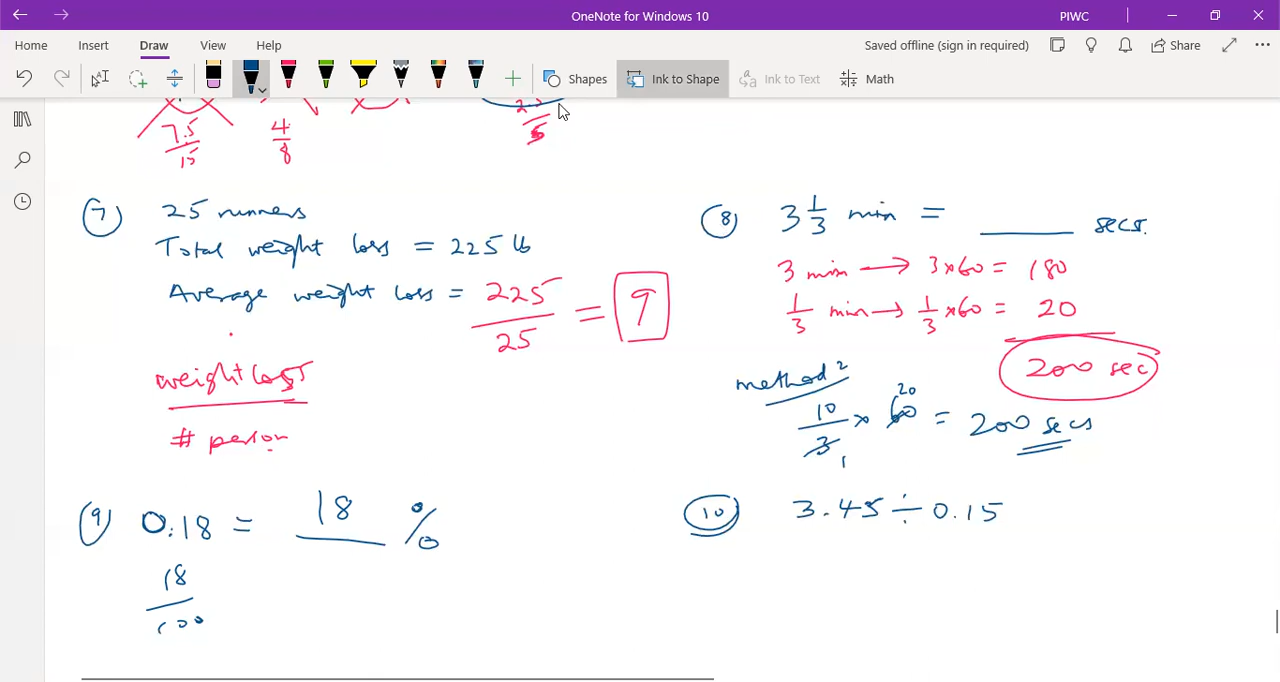 OneNote for Windows 10
PIWC
Home Insert Draw View Help
Saved offline (sign in required)
Share
Shapes
Ink to Shape
Ink to Text
Math
7.5/15
4/8
(7) 25 runners
Total weight loss = 225 lb
Average weight loss = 225/25 = 9
weight loss
# person
(8) 3 1/3 min = ____ secs.
3 min → 3×60 = 180
1/3 min → 1/3 ×60 = 20
200 sec
method 2
10/3 × 60 = 200 secs
20
1
(9) 0.18 = 18 %
18/100
(10) 3.45 ÷ 0.15